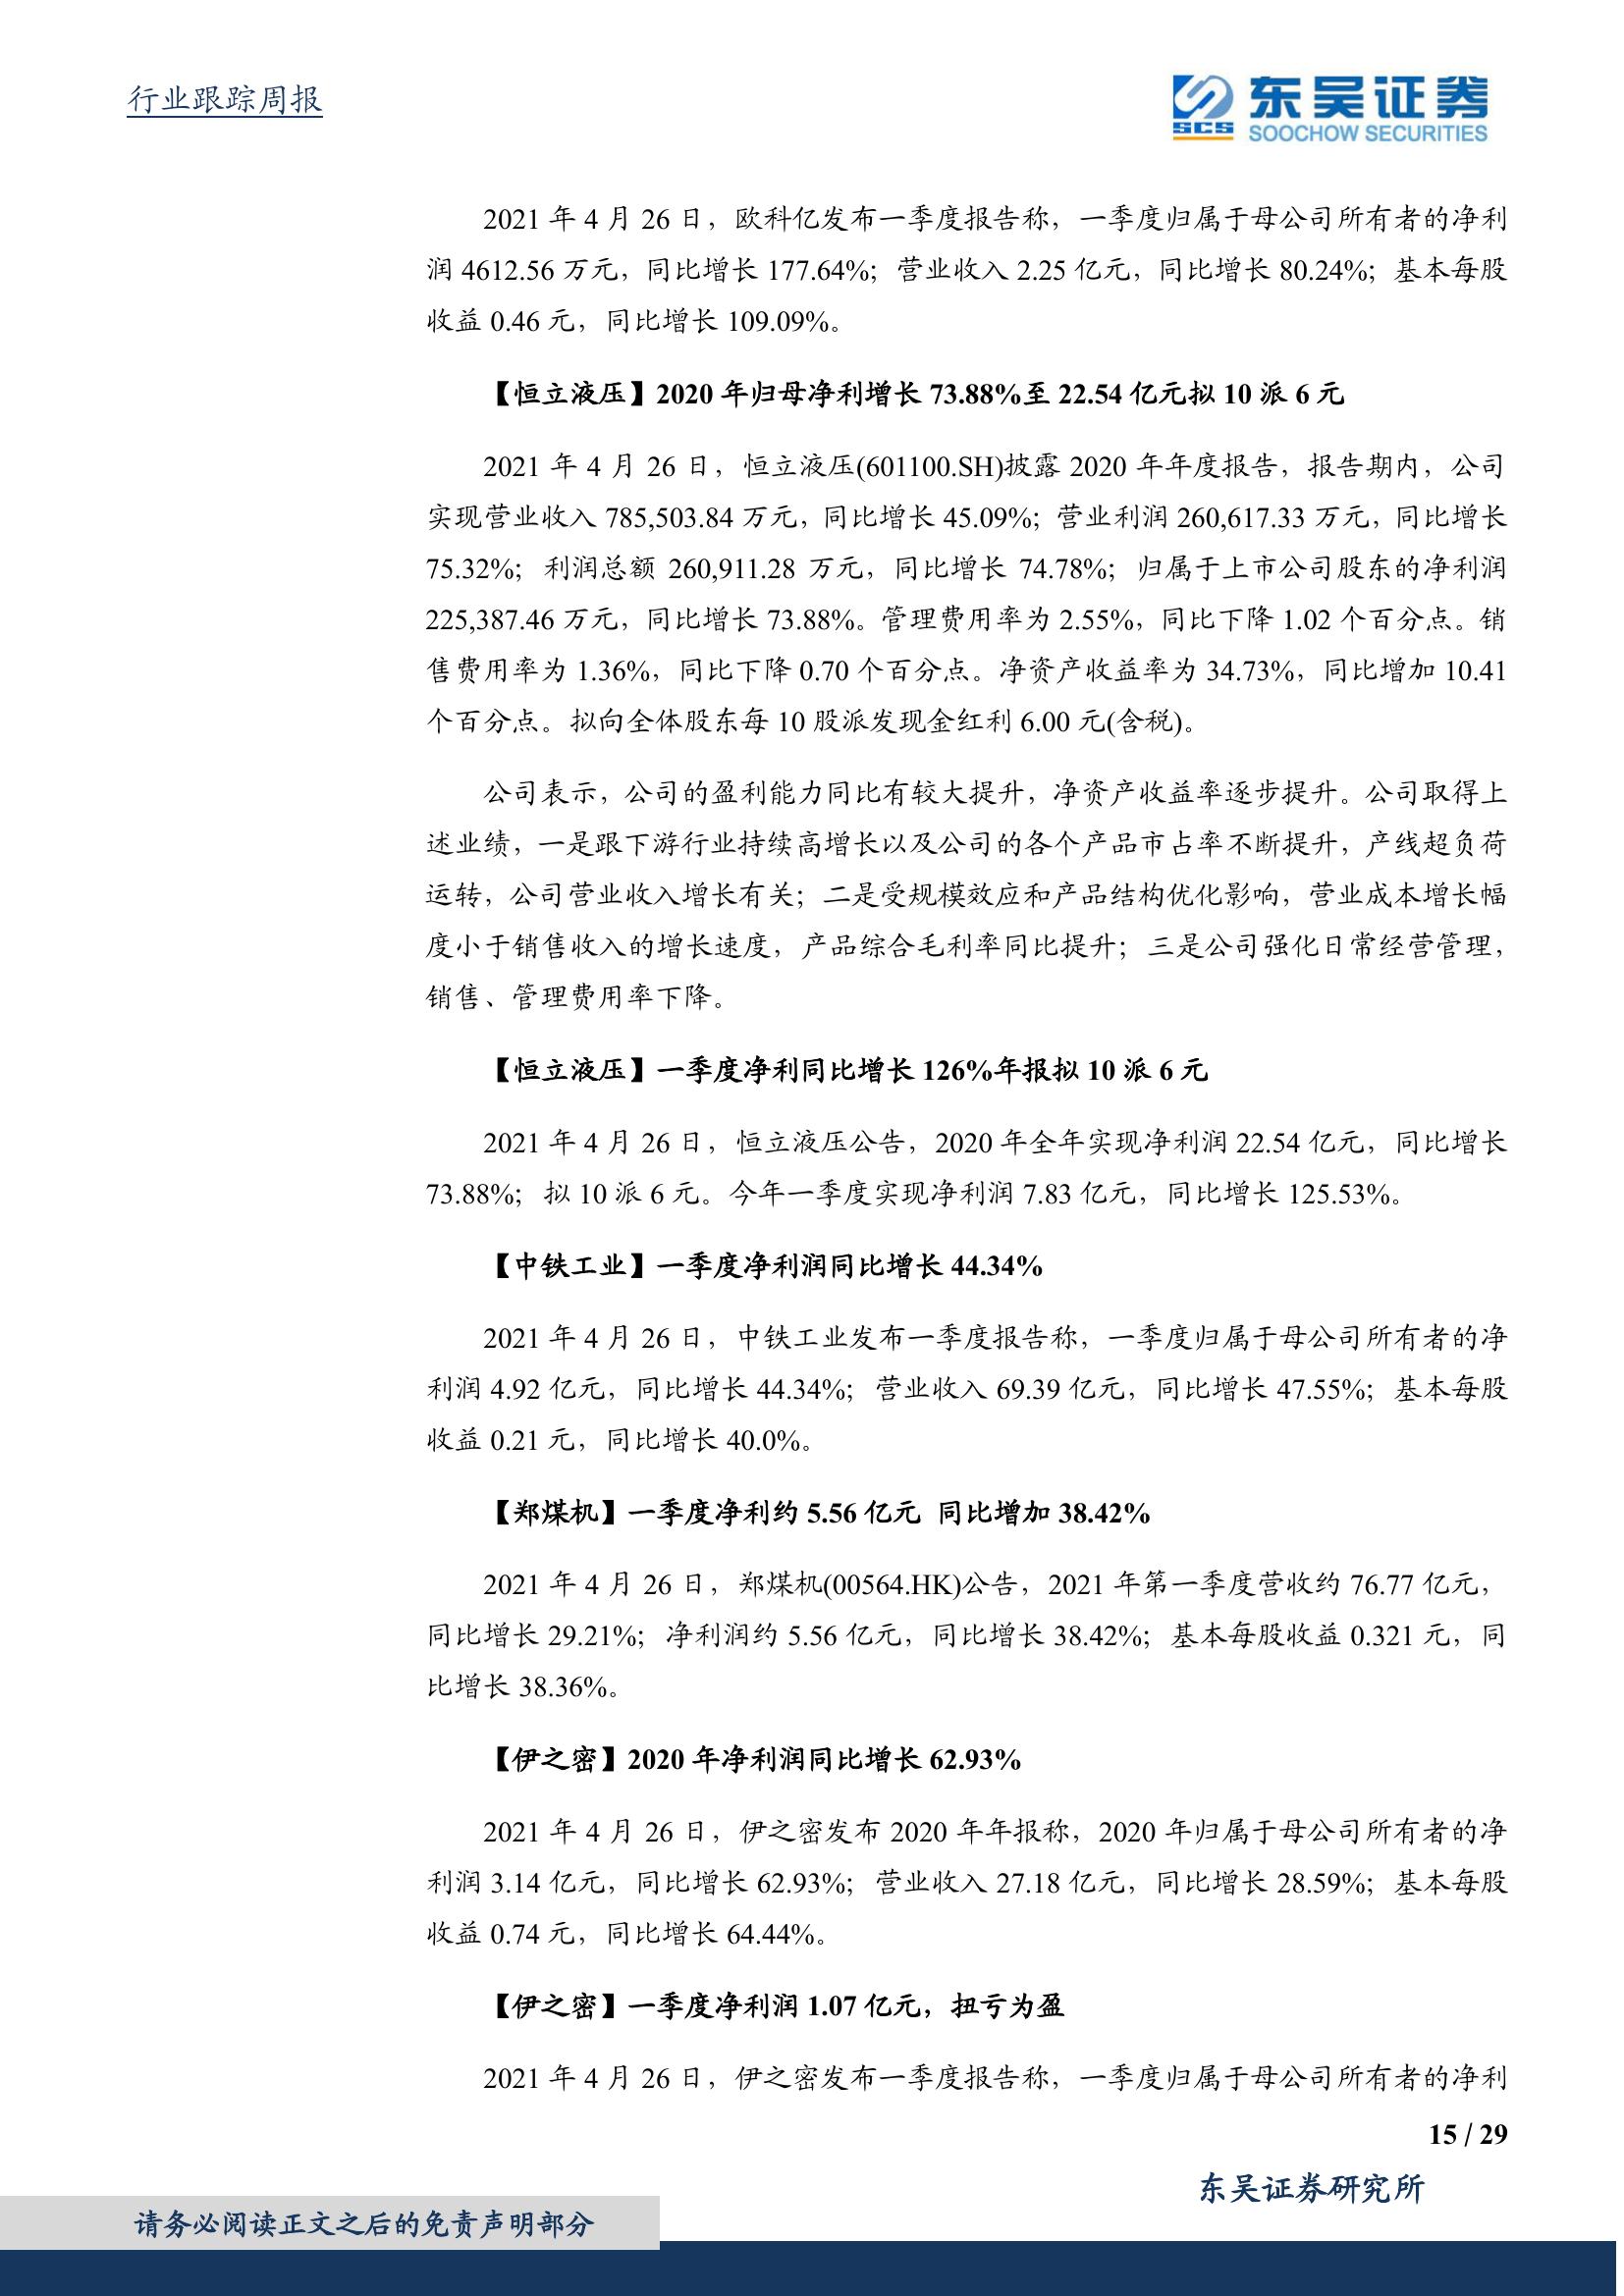 行业跟踪周报
SCS
东吴证券
SOOCHOW SECURITIES
2021 年 4 月 26 日，欧科亿发布一季度报告称，一季度归属于母公司所有者的净利
润 4612.56 万元，同比增长 177.64%；营业收入 2.25 亿元，同比增长 80.24%；基本每股
收益 0.46 元，同比增长 109.09%。
【恒立液压】2020 年归母净利增长 73.88%至 22.54 亿元拟 10 派 6 元
2021 年 4 月 26 日，恒立液压(601100.SH)披露 2020 年年度报告，报告期内，公司
实现营业收入 785,503.84 万元，同比增长 45.09%；营业利润 260,617.33 万元，同比增长
75.32%；利润总额 260,911.28 万元，同比增长 74.78%；归属于上市公司股东的净利润
225,387.46 万元，同比增长 73.88%。管理费用率为 2.55%，同比下降 1.02 个百分点。销
售费用率为 1.36%，同比下降 0.70 个百分点。净资产收益率为 34.73%，同比增加 10.41
个百分点。拟向全体股东每 10 股派发现金红利 6.00 元(含税)。
公司表示，公司的盈利能力同比有较大提升，净资产收益率逐步提升。公司取得上
述业绩，一是跟下游行业持续高增长以及公司的各个产品市占率不断提升，产线超负荷
运转，公司营业收入增长有关；二是受规模效应和产品结构优化影响，营业成本增长幅
度小于销售收入的增长速度，产品综合毛利率同比提升；三是公司强化日常经营管理，
销售、管理费用率下降。
【恒立液压】一季度净利同比增长 126%年报拟 10 派 6 元
2021 年 4 月 26 日，恒立液压公告，2020 年全年实现净利润 22.54 亿元，同比增长
73.88%；拟 10 派 6 元。今年一季度实现净利润 7.83 亿元，同比增长 125.53%。
【中铁工业】一季度净利润同比增长 44.34%
2021 年 4 月 26 日，中铁工业发布一季度报告称，一季度归属于母公司所有者的净
利润 4.92 亿元，同比增长 44.34%；营业收入 69.39 亿元，同比增长 47.55%；基本每股
收益 0.21 元，同比增长 40.0%。
【郑煤机】一季度净利约 5.56 亿元 同比增加 38.42%
2021 年 4 月 26 日，郑煤机(00564.HK)公告，2021 年第一季度营收约 76.77 亿元，
同比增长 29.21%；净利润约 5.56 亿元，同比增长 38.42%；基本每股收益 0.321 元，同
比增长 38.36%。
【伊之密】2020 年净利润同比增长 62.93%
2021 年 4 月 26 日，伊之密发布 2020 年年报称，2020 年归属于母公司所有者的净
利润 3.14 亿元，同比增长 62.93%；营业收入 27.18 亿元，同比增长 28.59%；基本每股
收益 0.74 元，同比增长 64.44%。
【伊之密】一季度净利润 1.07 亿元，扭亏为盈
2021 年 4 月 26 日，伊之密发布一季度报告称，一季度归属于母公司所有者的净利
15 / 29
东吴证券研究所
请务必阅读正文之后的免责声明部分